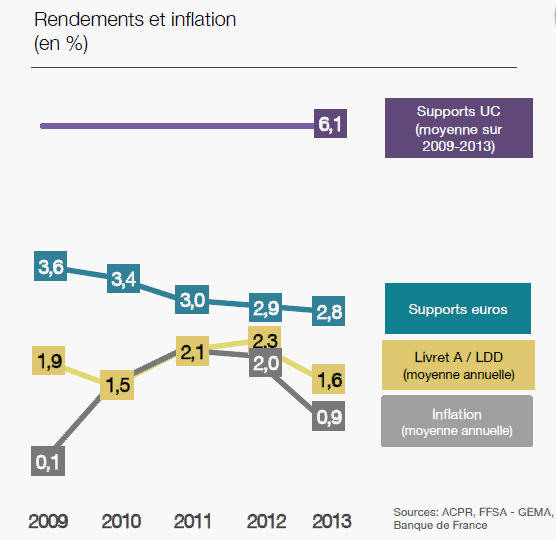 Rendements et inflation
(en %)
6,1
Supports UC
(moyenne sur
2009-2013)
3,6
3,4
3,0
2,9
2,8
Supports euros
1,9
1,5
2,1
2,3
1,6
Livret A / LDD
(moyenne annuelle)
0,1
2,0
0,9
Inflation
(moyenne annuelle)
2009 2010 2011 2012 2013
Sources: ACPR, FFSA - GEMA,
Banque de France